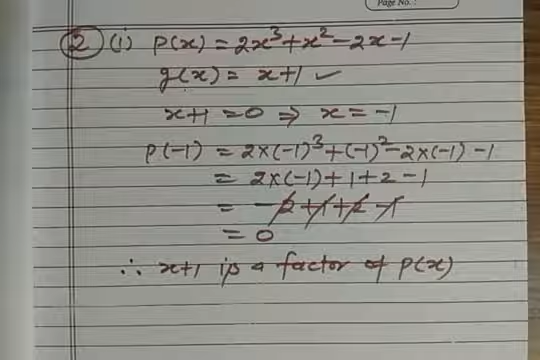 Page No. :
② (i) p(x) = 2x³+x²-2x-1
g(x) = x+1 ✓
x+1 = 0 ⇒ x = -1
p(-1) = 2×(-1)³+(-1)²-2×(-1)-1
= 2×(-1)+1+2-1
= -2+1+2-1
= 0
∴ x+1 is a factor of p(x)